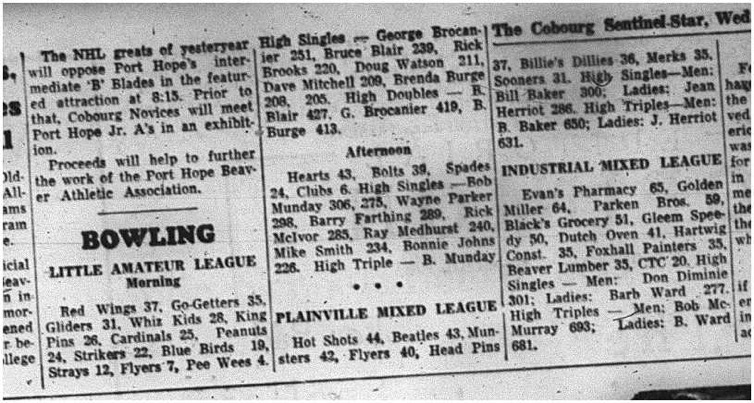 The Cobourg Sentinel-Star, Wed
The NHL greats of yesteryear
will oppose Port Hope's inter-
mediate 'B' Blades in the featur-
ed attraction at 8:15. Prior to
that, Cobourg Novices will meet
Port Hope Jr. A's in an exhibit-
ion.
Proceeds will help to further
the work of the Port Hope Beav-
er Athletic Association.
BOWLING
LITTLE AMATEUR LEAGUE
Morning
Red Wings 37, Go-Getters 35,
Gliders 31, Whiz Kids 28, King
Pins 26, Cardinals 25, Peanuts
24, Strikers 22, Blue Birds 19,
Strays 12, Flyers 7, Pee Wees 4.
High Singles — George Brocan-
ier 251, Bruce Blair 239, Rick
Brooks 220, Doug Watson 211,
Dave Mitchell 209, Brenda Burge
208, 205. High Doubles — B.
Blair 427, G. Brocanier 419, B.
Burge 413.
Afternoon
Hearts 43, Bolts 39, Spades
24, Clubs 6. High Singles — Bob
Munday 306, 275, Wayne Parker
298, Barry Farthing 289, Rick
McIvor 285, Ray Medhurst 240,
Mike Smith 234, Bonnie Johns
226. High Triple — B. Munday
• • •
PLAINVILLE MIXED LEAGUE
Hot Shots 44, Beatles 43, Mun-
sters 42, Flyers 40, Head Pins
37, Billie's Dillies 36, Merks 35,
Sooners 31. High Singles—Men:
Bill Baker 300; Ladies: Jean
Herriot 286. High Triples—Men:
B. Baker 650; Ladies: J. Herriot
631.
INDUSTRIAL MIXED LEAGUE
Evan's Pharmacy 65, Golden
Miller 64, Parken Bros. 59,
Black's Grocery 51, Gleem Spee-
dy 50, Dutch Oven 41, Hartwig
Const. 35, Foxhall Painters 35,
Beaver Lumber 35, CTC 20. High
Singles — Men: Don Diminie
301; Ladies: Barb Ward 277.
High Triples — Men: Bob Mc-
Murray 693; Ladies: B. Ward
681.